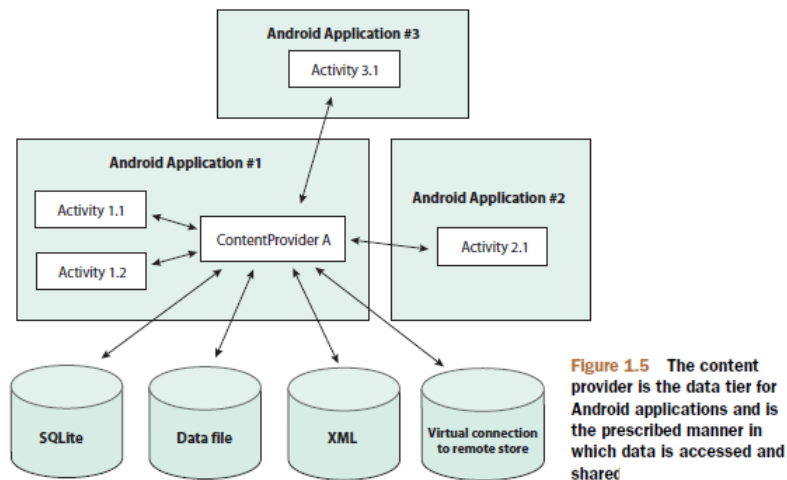 Android Application #3
Activity 3.1
Android Application #1
Activity 1.1
Activity 1.2
ContentProvider A
Android Application #2
Activity 2.1
SQLite
Data file
XML
Virtual connection
to remote store
Figure 1.5 The content
provider is the data tier for
Android applications and is
the prescribed manner in
which data is accessed and
shared